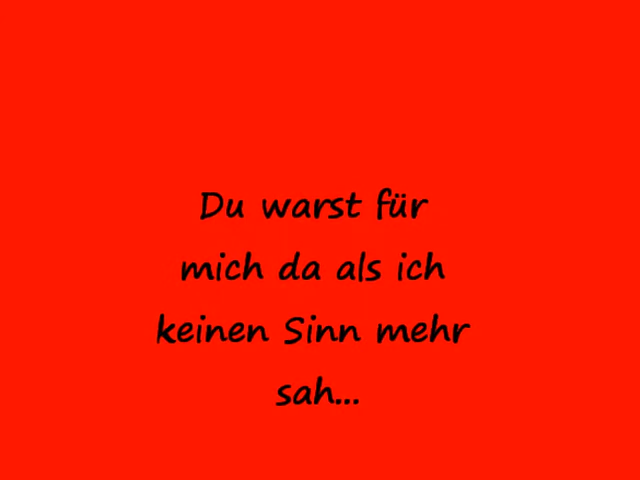 Du warst für
mich da als ich
keinen Sinn mehr
sah...